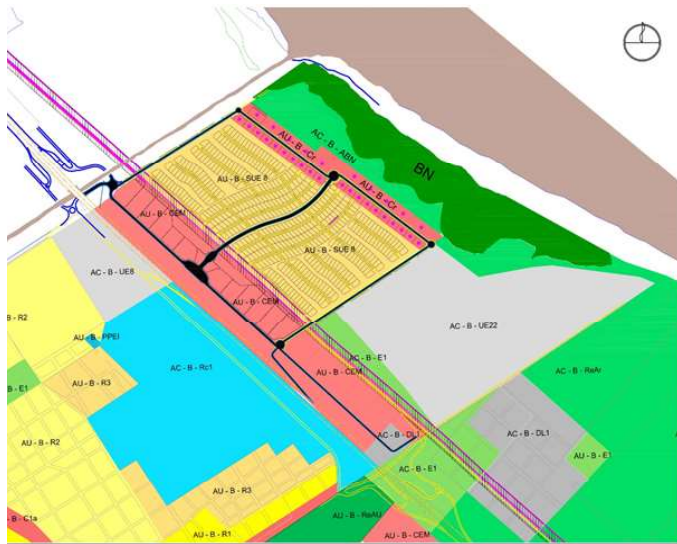 AU - B -Cr
AC - B - ABN
BN
AU - B - SUE 8
AU - B -Cr
AU - B - CEM
AU - B - SUE 8
AC - B - UE8
AU - B - CEM
B - R2
AU - B - PPEI
AC - B - UE22
AC - B - E1
AC - B - Rc1
AU - B - CEM
AC - B - ReAr
B - E1
AU - B - R3
AC - B - DL1
AC - B - DL1
AU - B - R2
AU - B - E1
AC - B - E1
AU - B - R3
AU - B - ReAU
B - C1a
AU - B - R1
AU - B - CEM